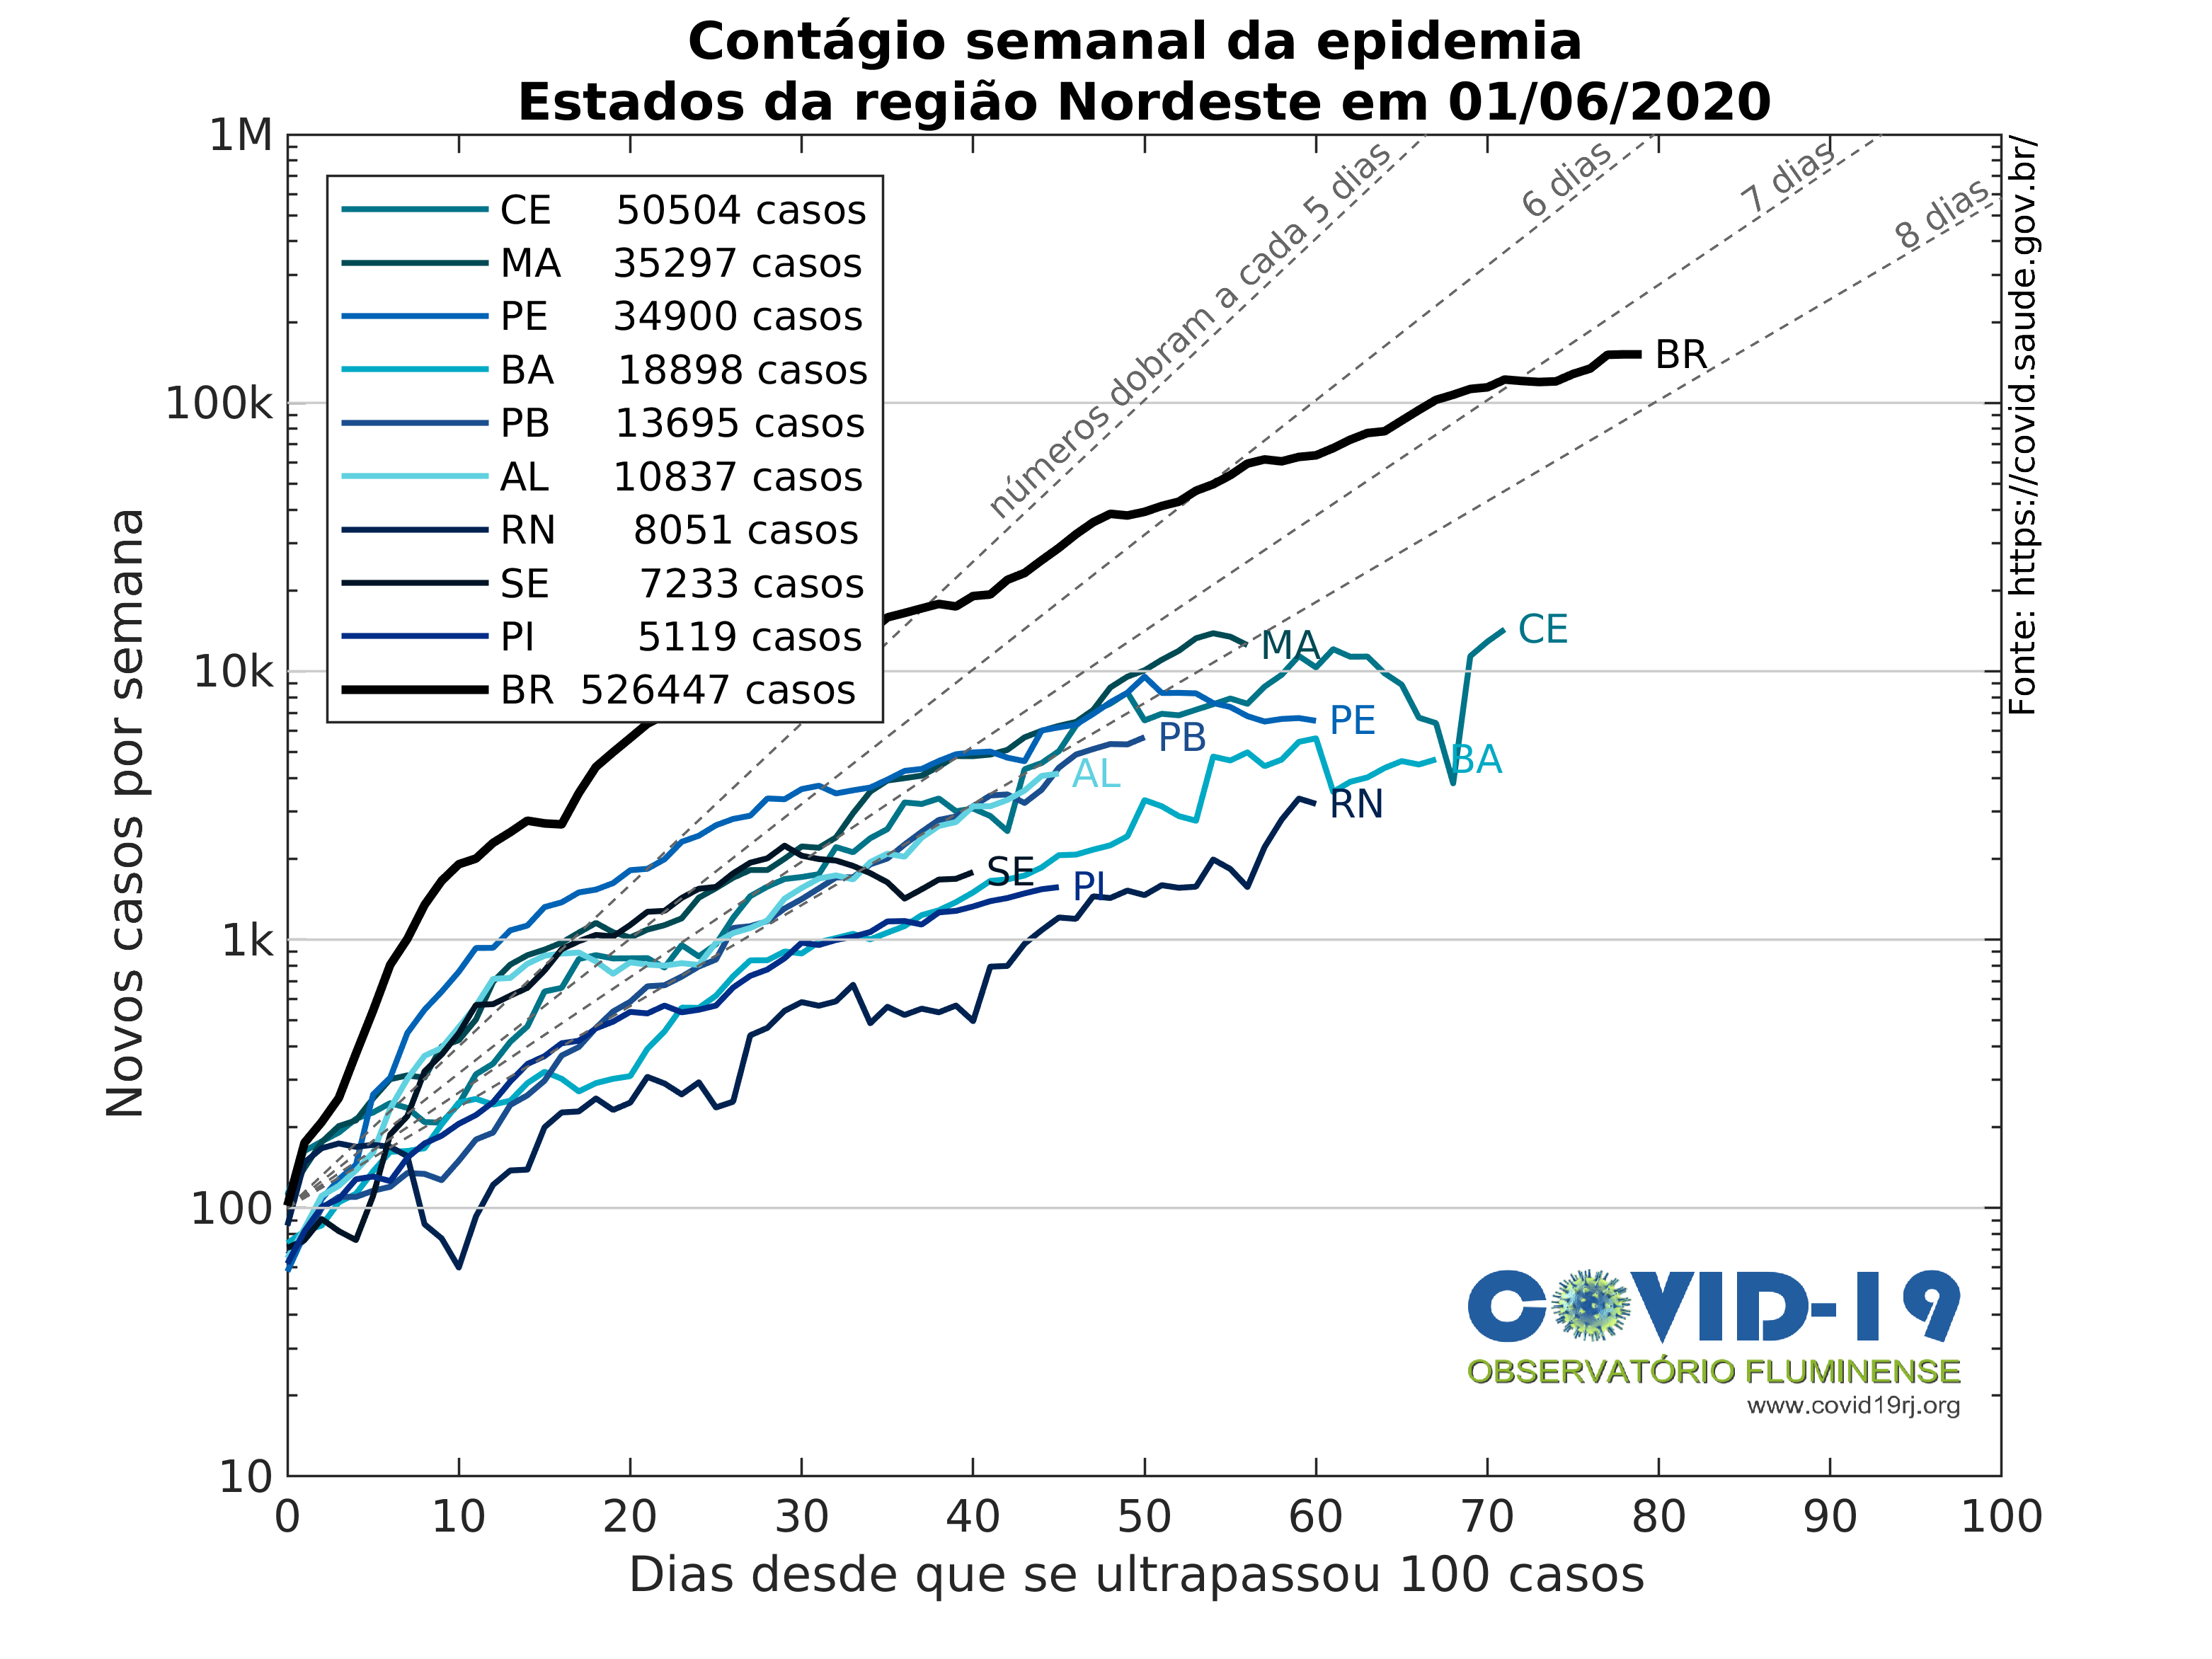 Contágio semanal da epidemia
Estados da região Nordeste em 01/06/2020
1M
100k
10k
1k
100
10
Novos casos por semana
CE 50504 casos
MA 35297 casos
PE 34900 casos
BA 18898 casos
PB 13695 casos
AL 10837 casos
RN 8051 casos
SE 7233 casos
PI 5119 casos
BR 526447 casos
números dobram a cada 5 dias
6 dias
7 dias
8 dias
BR
CE
MA
PE
PB
BA
AL
RN
SE
PI
Fonte: https://covid.saude.gov.br/
COVID-19
OBSERVATÓRIO FLUMINENSE
www.covid19rj.org
0 10 20 30 40 50 60 70 80 90 100
Dias desde que se ultrapassou 100 casos